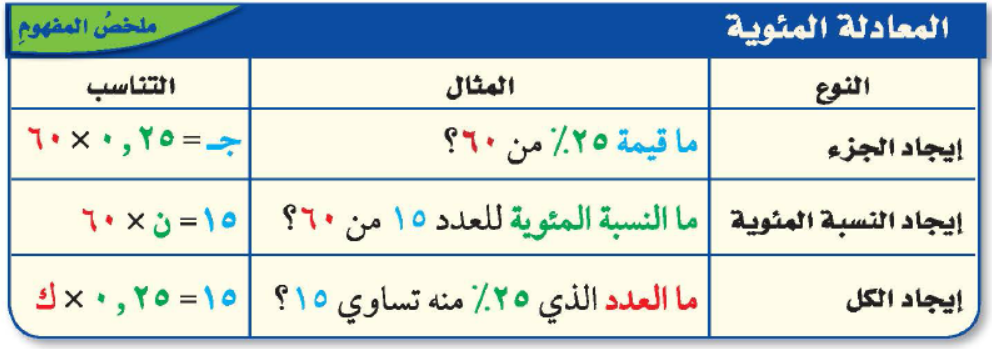 المعادلة المئوية
ملخصُ المفهومِ
النوع المثال التناسب
إيجاد الجزء ما قيمة ٢٥٪ من ٦٠؟ جـ = ٠,٢٥ × ٦٠
إيجاد النسبة المئوية ما النسبة المئوية للعدد ١٥ من ٦٠؟ ١٥ = ن × ٦٠
إيجاد الكل ما العدد الذي ٢٥٪ منه تساوي ١٥؟ ١٥ = ٠,٢٥ × ك